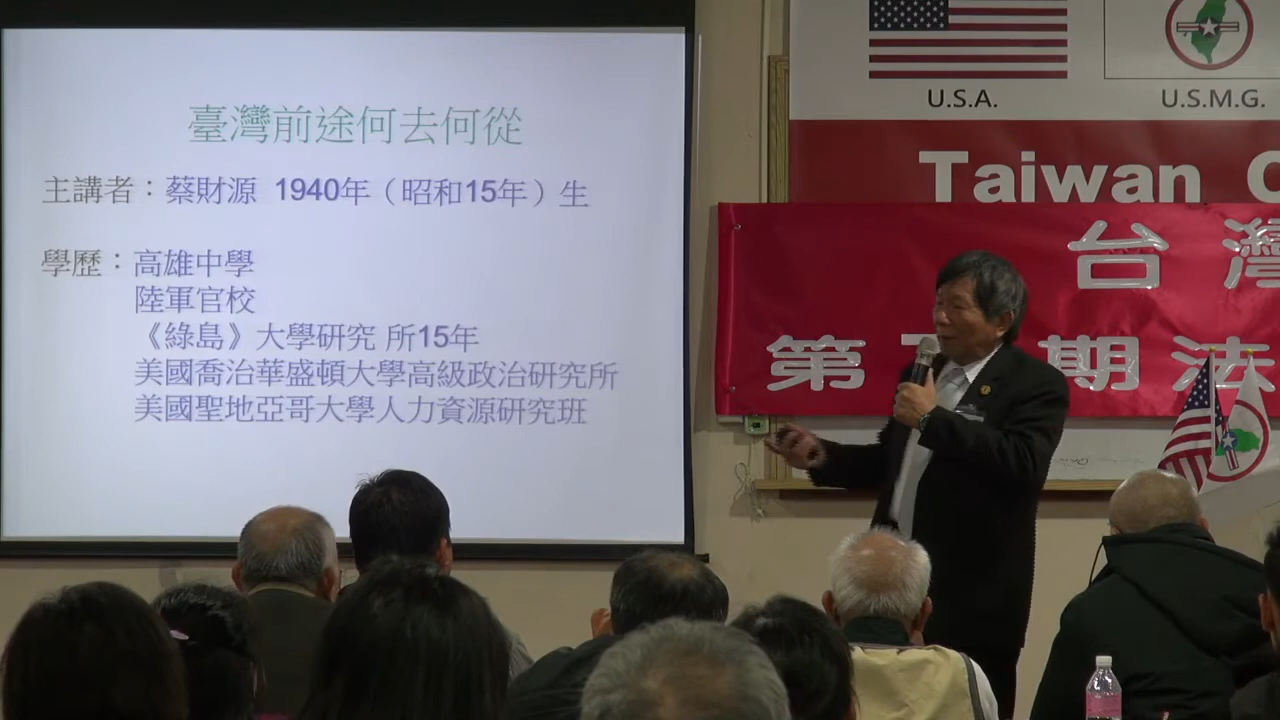 臺灣前途何去何從
主講者：蔡財源 1940年（昭和15年）生
學歷：高雄中學
陸軍官校
《綠島》大學研究 所15年
美國喬治華盛頓大學高級政治研究所
美國聖地亞哥大學人力資源研究班
U.S.A.
U.S.M.G.
Taiwan C
台灣
第 期法